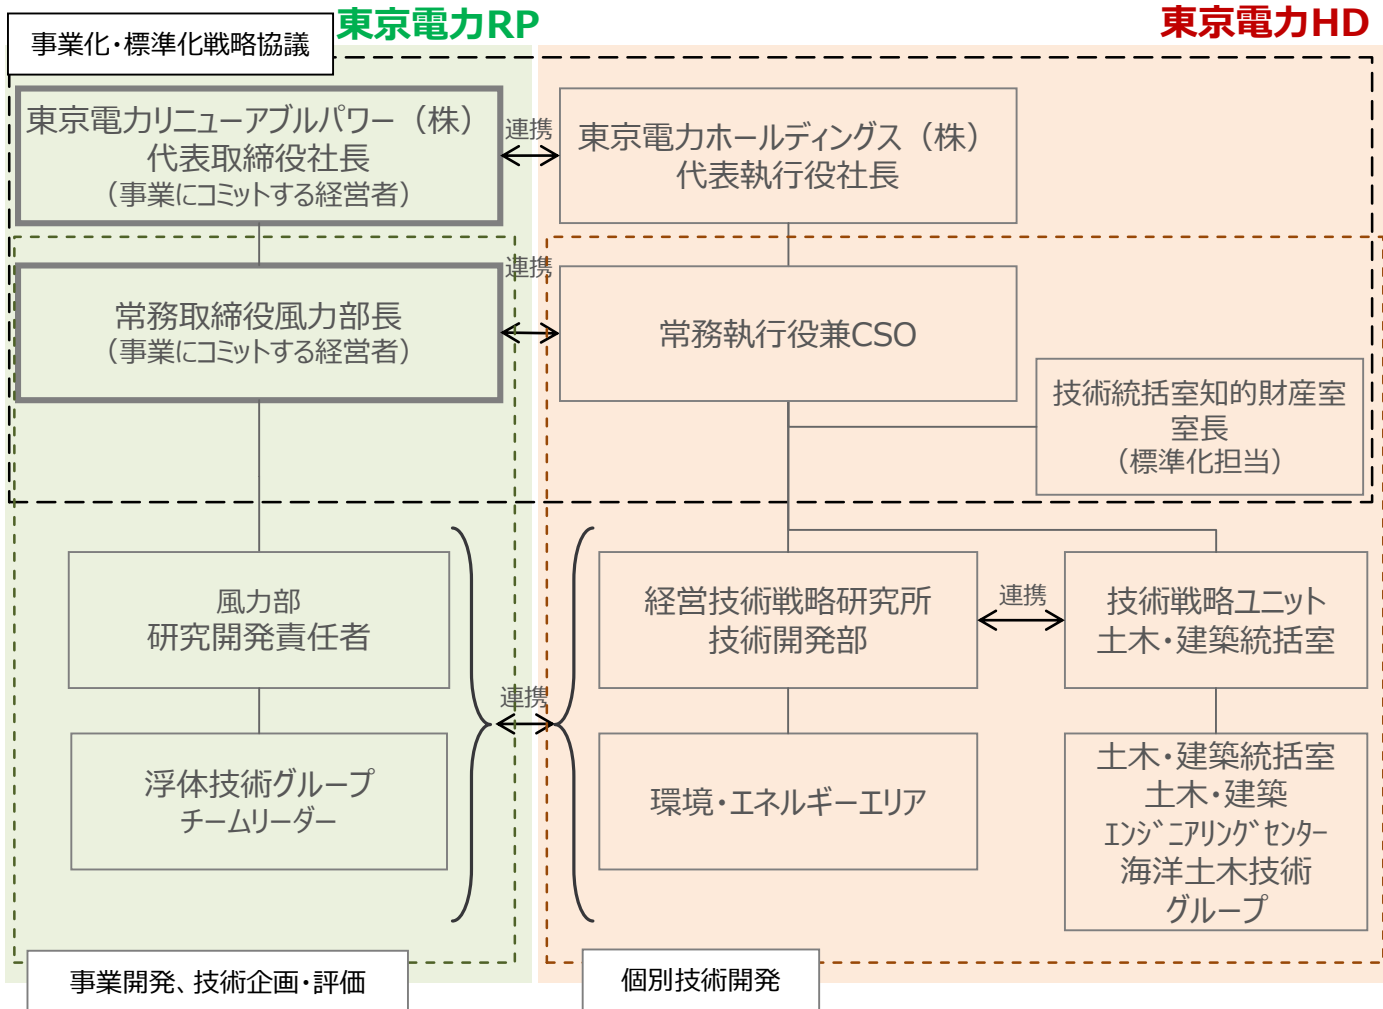 東京電力RP
東京電力HD
事業化・標準化戦略協議
東京電力リニューアブルパワー（株）
代表取締役社長
（事業にコミットする経営者）
連携
東京電力ホールディングス（株）
代表執行役社長
常務取締役風力部長
（事業にコミットする経営者）
連携
常務執行役兼CSO
技術統括室知的財産室
室長
（標準化担当）
風力部
研究開発責任者
経営技術戦略研究所
技術開発部
連携
技術戦略ユニット
土木・建築統括室
連携
浮体技術グループ
チームリーダー
環境・エネルギーエリア
土木・建築統括室
土木・建築
ｴﾝｼﾞﾆｱﾘﾝｸﾞｾﾝﾀｰ
海洋土木技術
グループ
事業開発、技術企画・評価
個別技術開発